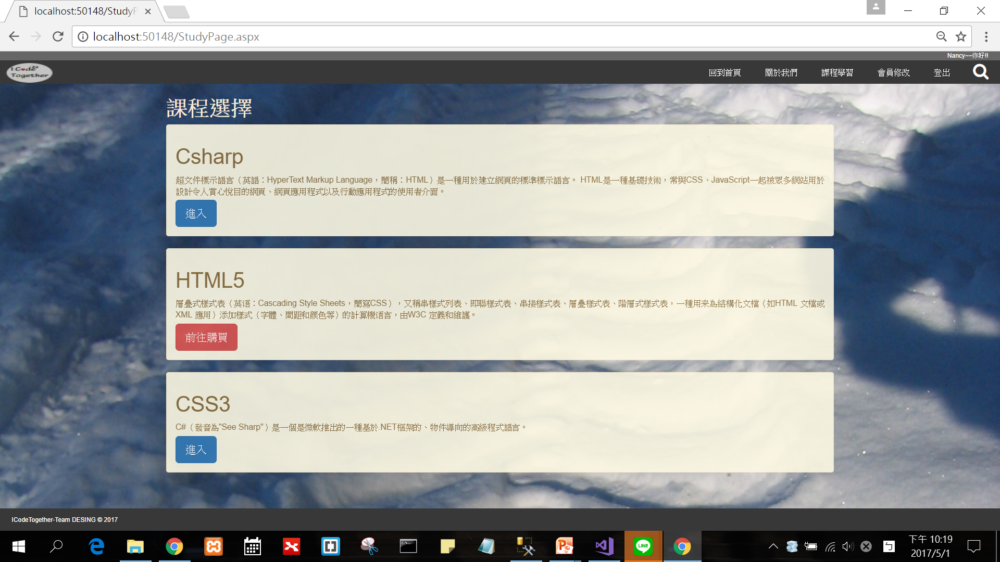 localhost:50148/StudyP
localhost:50148/StudyPage.aspx
Nancy~~你好!!
I Code
Together
回到首頁 關於我們 課程學習 會員修改 登出
課程選擇
Csharp
超文件標示語言（英語：HyperText Markup Language，簡稱：HTML）是一種用於建立網頁的標準標示語言。 HTML是一種基礎技術，常與CSS、JavaScript一起被眾多網站用於
設計令人賞心悅目的網頁、網頁應用程式以及行動應用程式的使用者介面。
進入
HTML5
層疊式樣式表（英语：Cascading Style Sheets，簡寫CSS），又稱串樣式列表、即聯樣式表、串接樣式表、層疊樣式表、階層式樣式表，一種用來為結構化文檔（如HTML 文檔或
XML 應用）添加樣式（字體、間距和颜色等）的計算機语言，由W3C 定義和維護。
前往購買
CSS3
C#（發音為"See Sharp"）是一個是微軟推出的一種基於.NET框架的、物件導向的高級程式語言。
進入
ICodeTogether-Team DESING © 2017
LINE
ㄅ
下午 10:19
2017/5/1